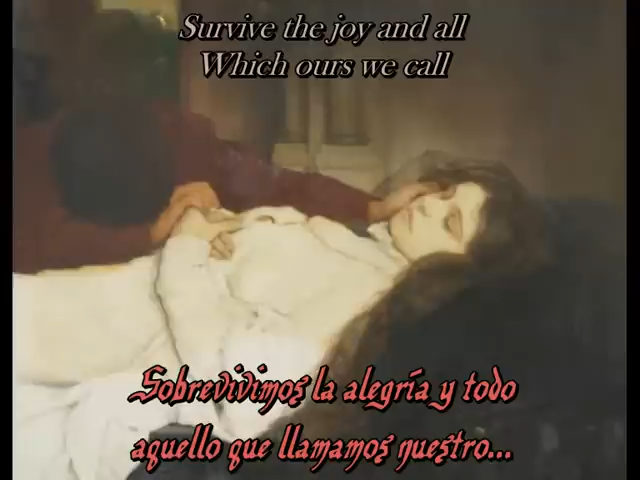 Survive the joy and all
Which ours we call
Sobrevivimos la alegría y todo
aquello que llamamos nuestro...